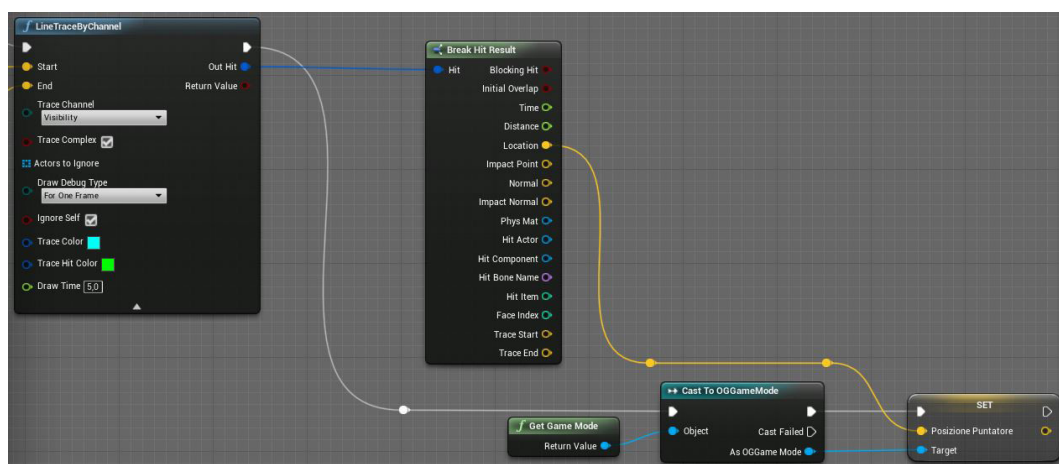 LineTraceByChannel
Start
Out Hit
End
Return Value
Trace Channel
Visibility
Trace Complex
Actors to Ignore
Draw Debug Type
For One Frame
Ignore Self
Trace Color
Trace Hit Color
Draw Time 5,0
Break Hit Result
Hit
Blocking Hit
Initial Overlap
Time
Distance
Location
Impact Point
Normal
Impact Normal
Phys Mat
Hit Actor
Hit Component
Hit Bone Name
Hit Item
Face Index
Trace Start
Trace End
Get Game Mode
Return Value
Cast To OGGameMode
Object
Cast Failed
As OGGame Mode
SET
Posizione Puntatore
Target